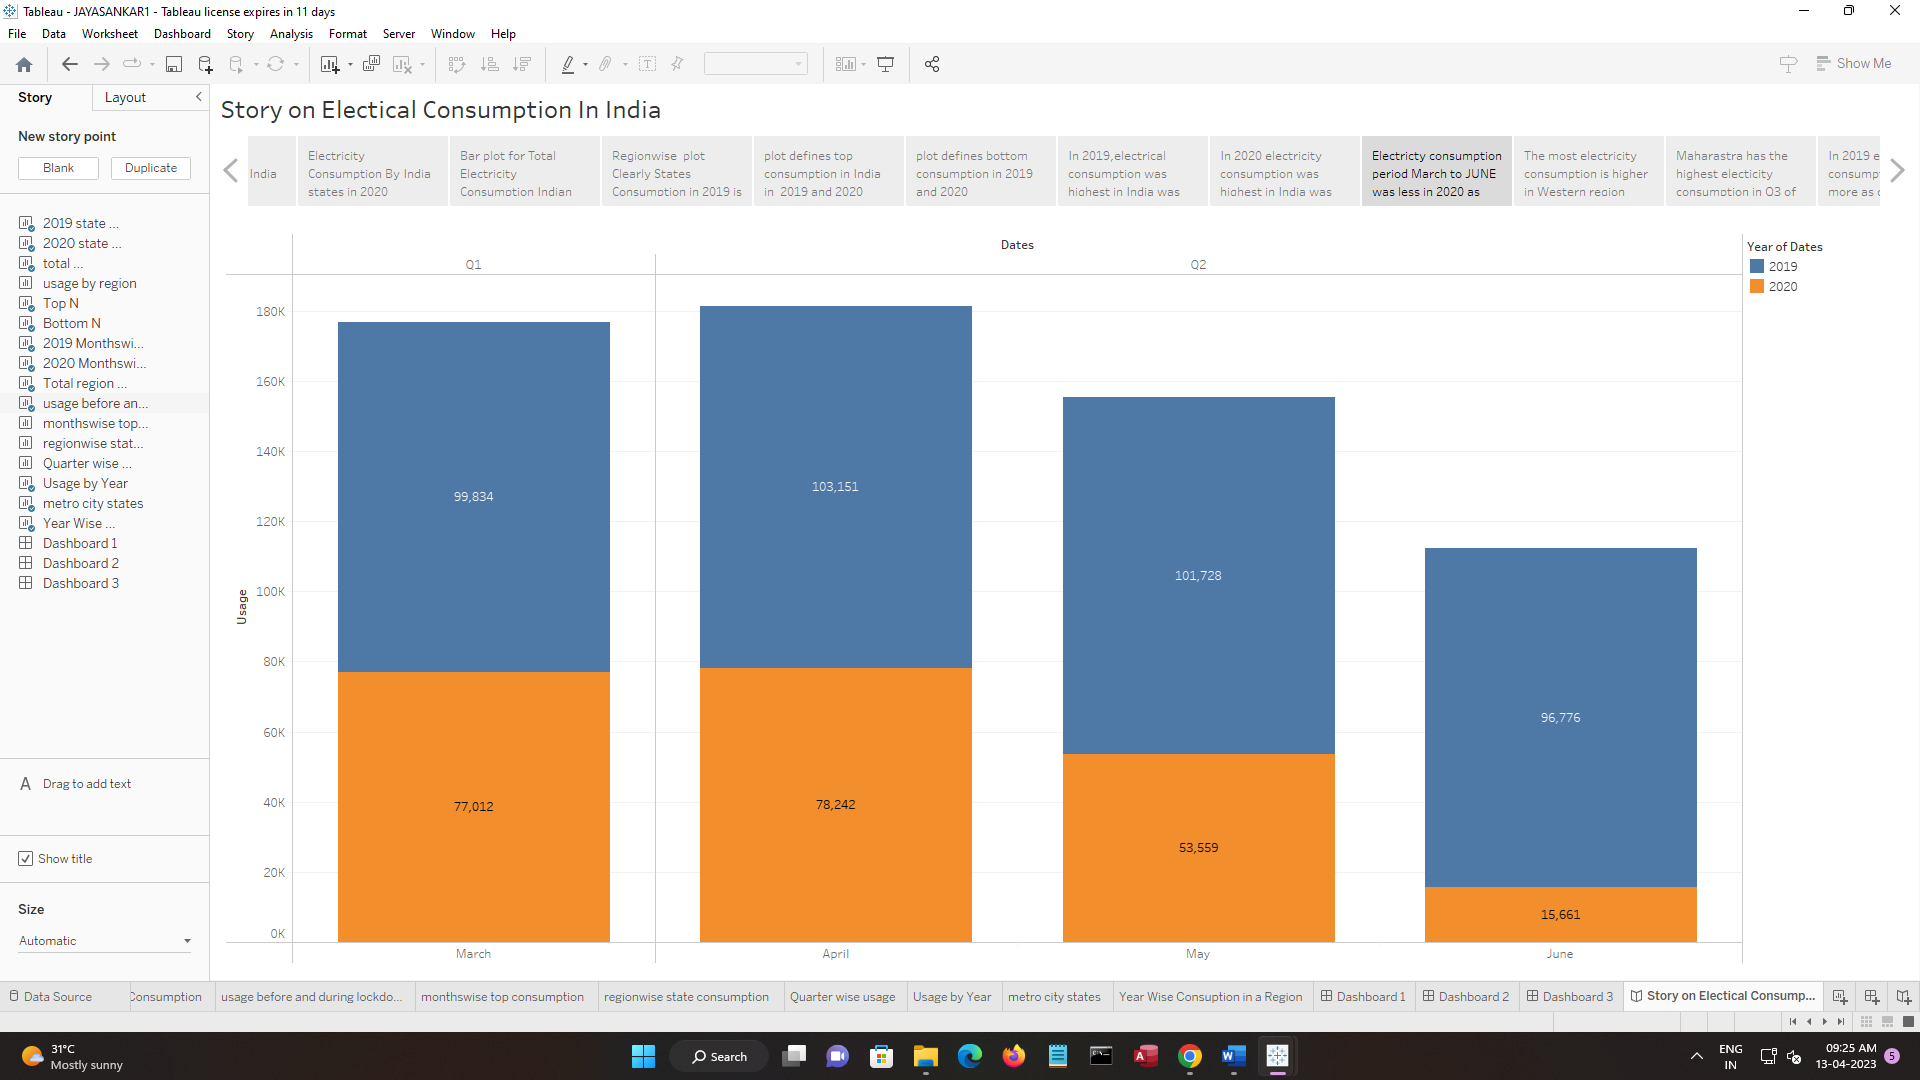 Tableau - JAYASANKAR1 - Tableau license expires in 11 days
File Data Worksheet Dashboard Story Analysis Format Server Window Help
Show Me
Story
Layout
New story point
Blank
Duplicate
2019 state ...
2020 state ...
total ...
usage by region
Top N
Bottom N
2019 Monthswi...
2020 Monthswi...
Total region ...
usage before an...
monthswise top...
regionwise stat...
Quarter wise ...
Usage by Year
metro city states
Year Wise ...
Dashboard 1
Dashboard 2
Dashboard 3
A Drag to add text
Show title
Size
Automatic
Story on Electical Consumption In India
India
Electricity
Consumption By India
states in 2020
Bar plot for Total
Electricity
Consumption Indian
Regionwise plot
Clearly States
Consumption in 2019 is
plot defines top
consumption in India
in 2019 and 2020
plot defines bottom
consumption in 2019
and 2020
In 2019,electrical
consumption was
highest in India was
In 2020 electricity
consumption was
highest in India was
Electricty consumption
period March to JUNE
was less in 2020 as
The most electricity
consumption is higher
in Western region
Maharastra has the
highest electicity
consumption in Q3 of
In 2019 e
consump
more as
Dates
Q1
Q2
Year of Dates
2019
2020
Usage
180K
160K
140K
120K
100K
80K
60K
40K
20K
0K
99,834
77,012
103,151
78,242
101,728
53,559
96,776
15,661
March
April
May
June
Data Source
Consumption
usage before and during lockdo...
monthswise top consumption
regionwise state consumption
Quarter wise usage
Usage by Year
metro city states
Year Wise Consuption in a Region
Dashboard 1
Dashboard 2
Dashboard 3
Story on Electical Consump...
31°C
Mostly sunny
Search
ENG
IN
09:25 AM
13-04-2023
5